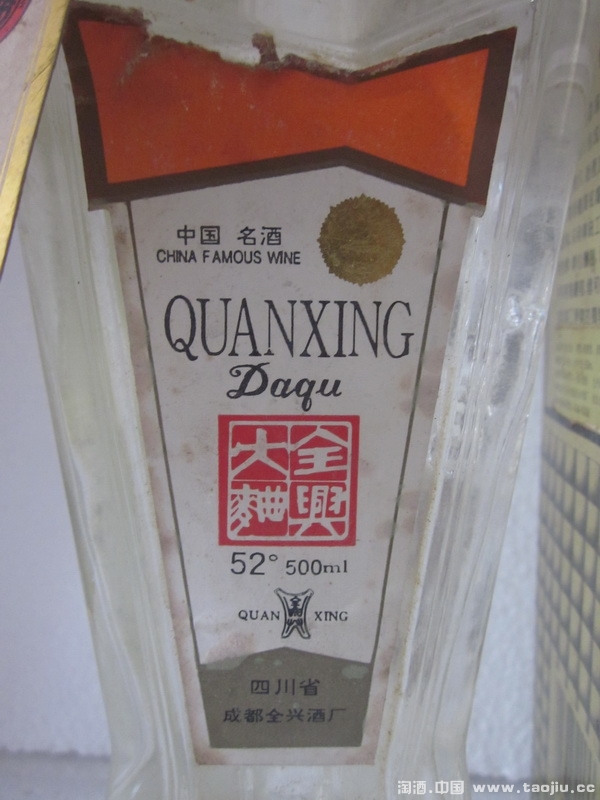 中国 名酒
CHINA FAMOUS WINE
QUANXING
Daqu
全興
大麯
52° 500ml
QUAN XING
四川省
成都全兴酒厂
淘酒.中国 www.taojiu.cc